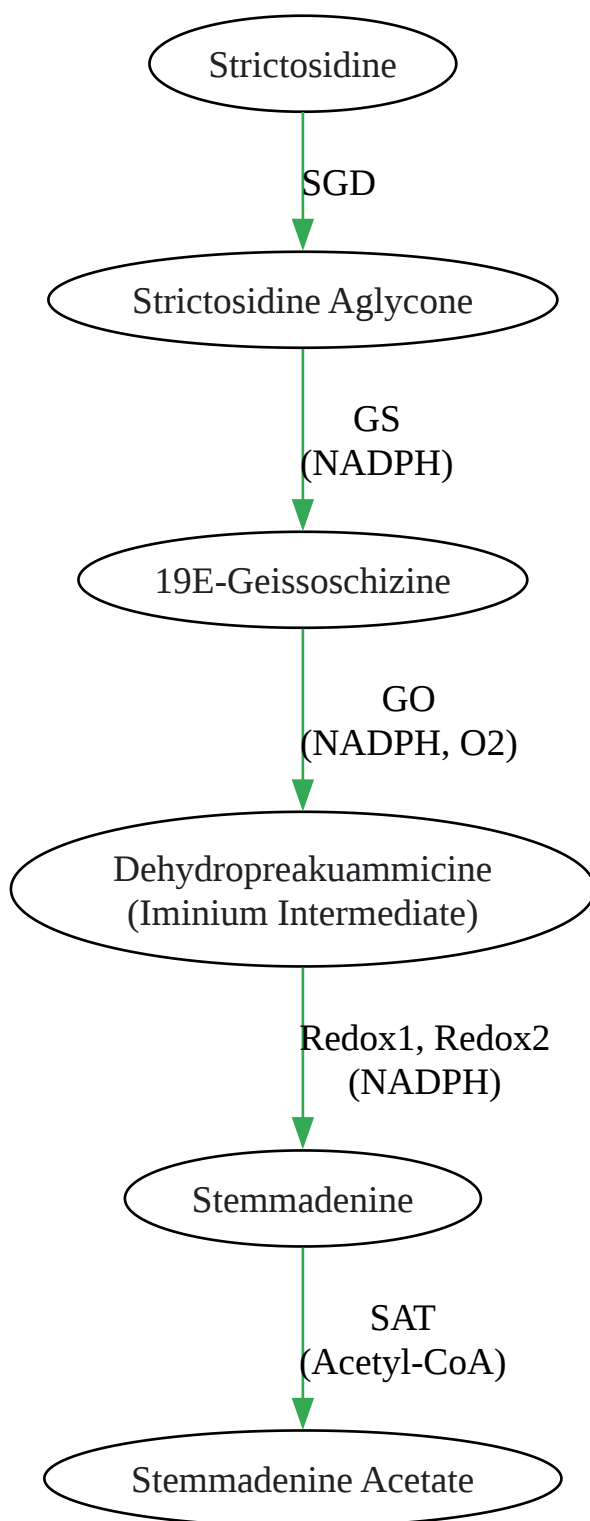 Strictosidine
SGD
Strictosidine Aglycone
GS
(NADPH)
19E-Geissoschizine
GO
(NADPH, O2)
Dehydropreakuammicine
(Iminium Intermediate)
Redox1, Redox2
(NADPH)
Stemmadenine
SAT
(Acetyl-CoA)
Stemmadenine Acetate